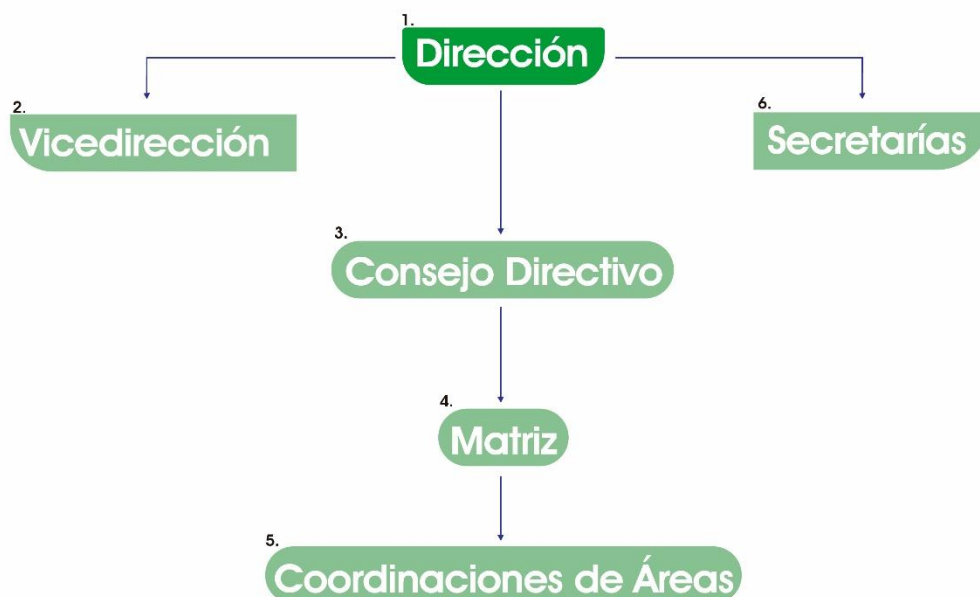 1.
Dirección
2.
Vicedirección
6.
Secretarías
3.
Consejo Directivo
4.
Matriz
5.
Coordinaciones de Áreas